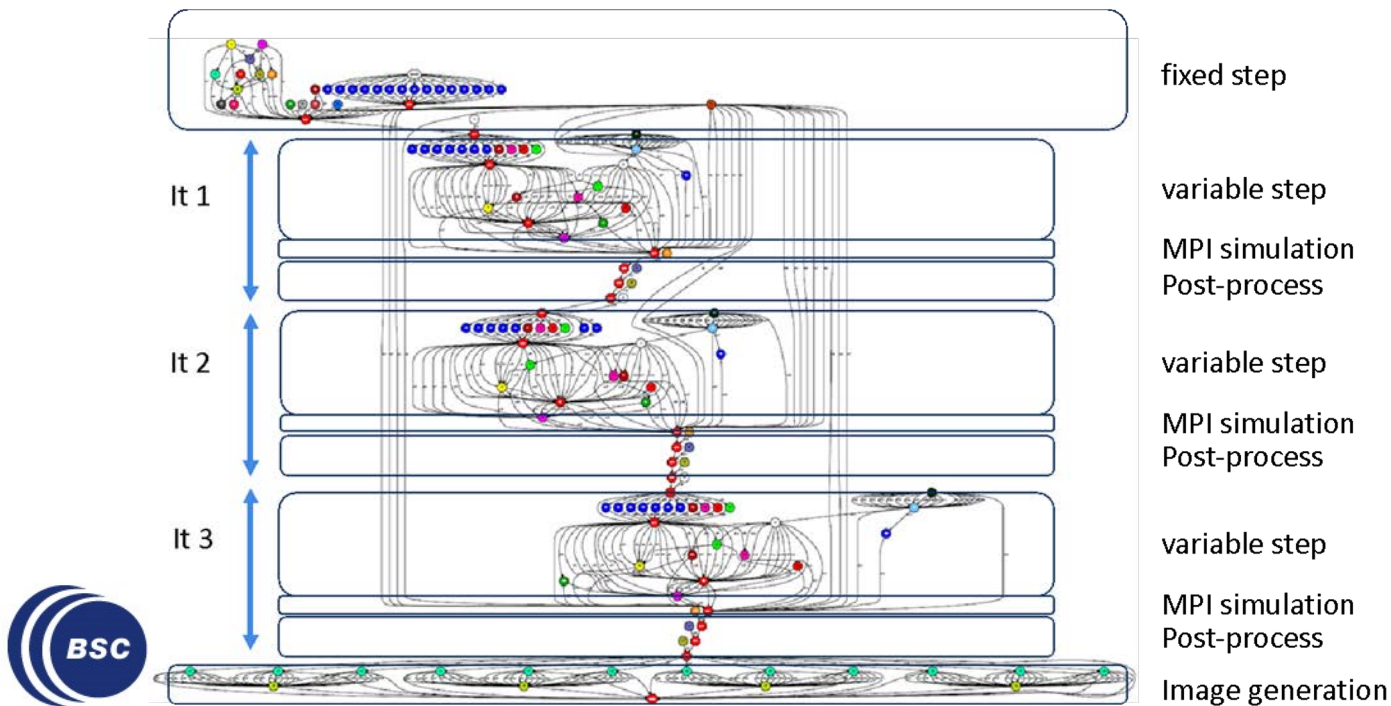 fixed step
It 1
variable step
MPI simulation
Post-process
It 2
variable step
MPI simulation
Post-process
It 3
variable step
MPI simulation
Post-process
BSC
Image generation